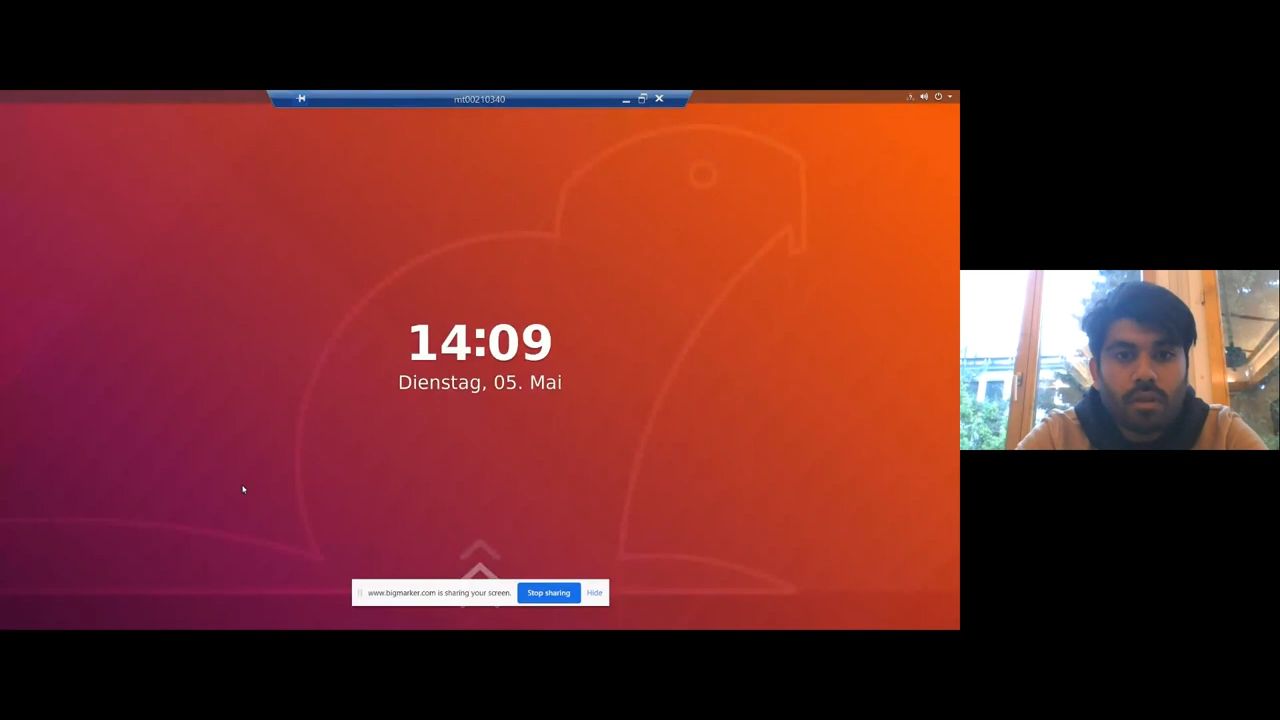 mt00210340
14:09
Dienstag, 05. Mai
www.bigmarker.com is sharing your screen.
Stop sharing
Hide